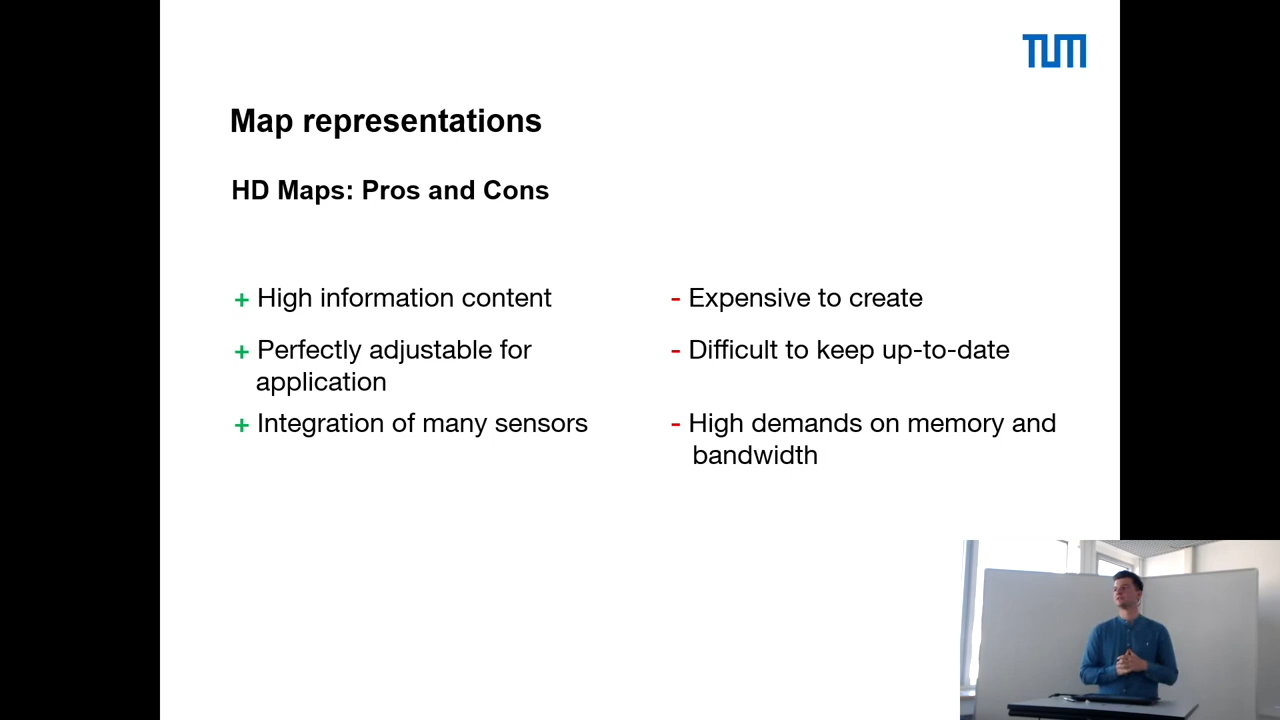 TUM
Map representations
HD Maps: Pros and Cons
+ High information content
+ Perfectly adjustable for
application
+ Integration of many sensors
- Expensive to create
- Difficult to keep up-to-date
- High demands on memory and
bandwidth